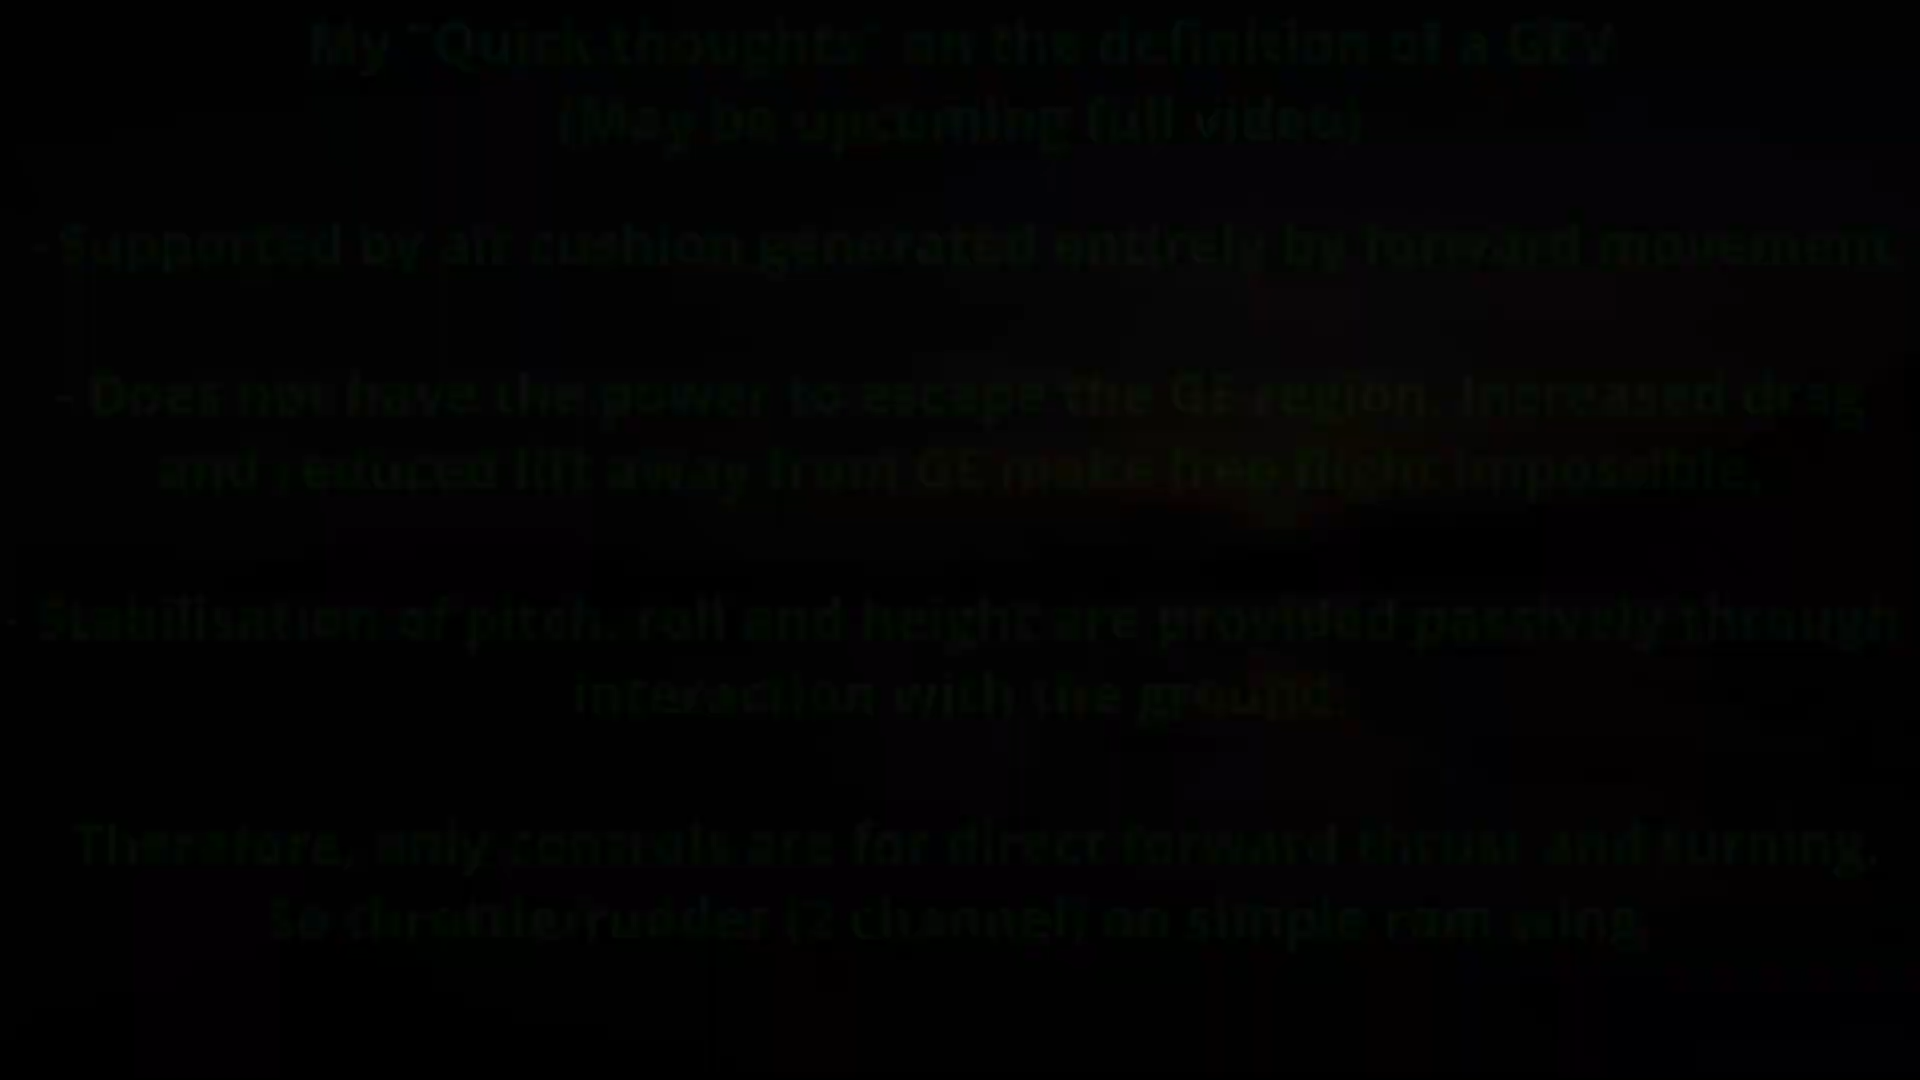 My "Quick thoughts" on the definition of a GEV
(May be upcoming full video)
- Supported by air cushion generated entirely by forward movement
- Does not have the power to escape the GE region. Increased drag
and reduced lift away from GE make free flight impossible.
- Stabilisation of pitch, roll and height are provided passively through
interaction with the ground.
Therefore, only controls are for direct forward thrust and turning.
So throttle/rudder (2 channel) on simple ram wing.